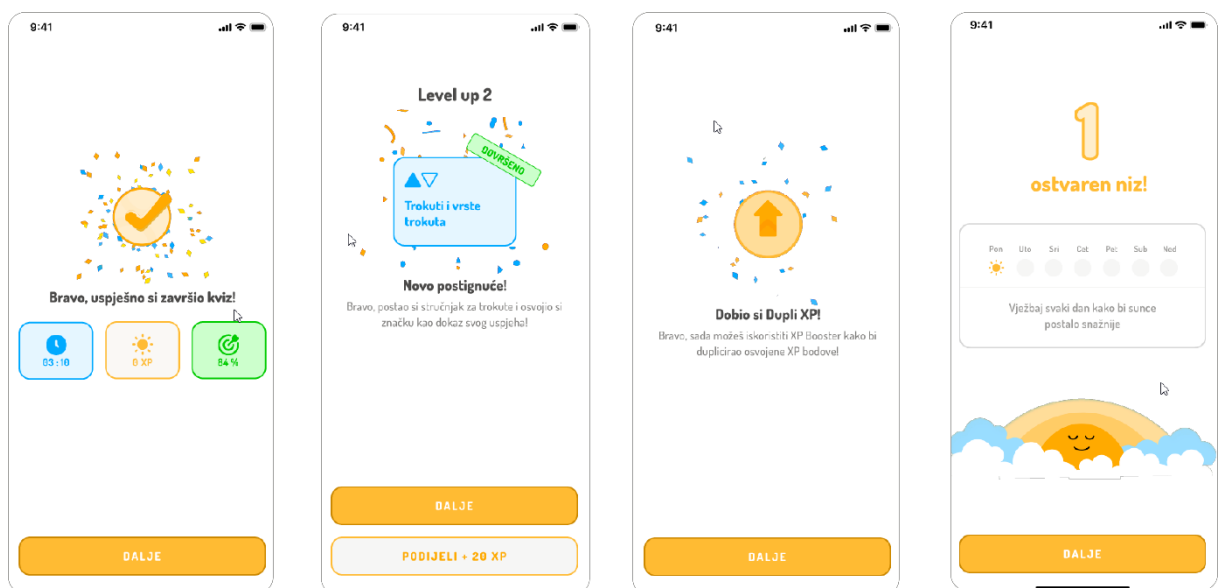 9:41
Bravo, uspješno si završio kviz!
03:10
0 XP
84 %
DALJE
9:41
Level up 2
DOVRŠENO
Trokuti i vrste
trokuta
Novo postignuće!
Bravo, postao si stručnjak za trokute i osvojio si
značku kao dokaz svog uspjeha!
DALJE
PODIJELI + 20 XP
9:41
Dobio si Dupli XP!
Bravo, sada možeš iskoristiti XP Booster kako bi
duplicirao osvojene XP bodove!
DALJE
9:41
1
ostvaren niz!
Pon Uto Sri Čet Pet Sub Ned
Vježbaj svaki dan kako bi sunce
postalo snažnije
DALJE